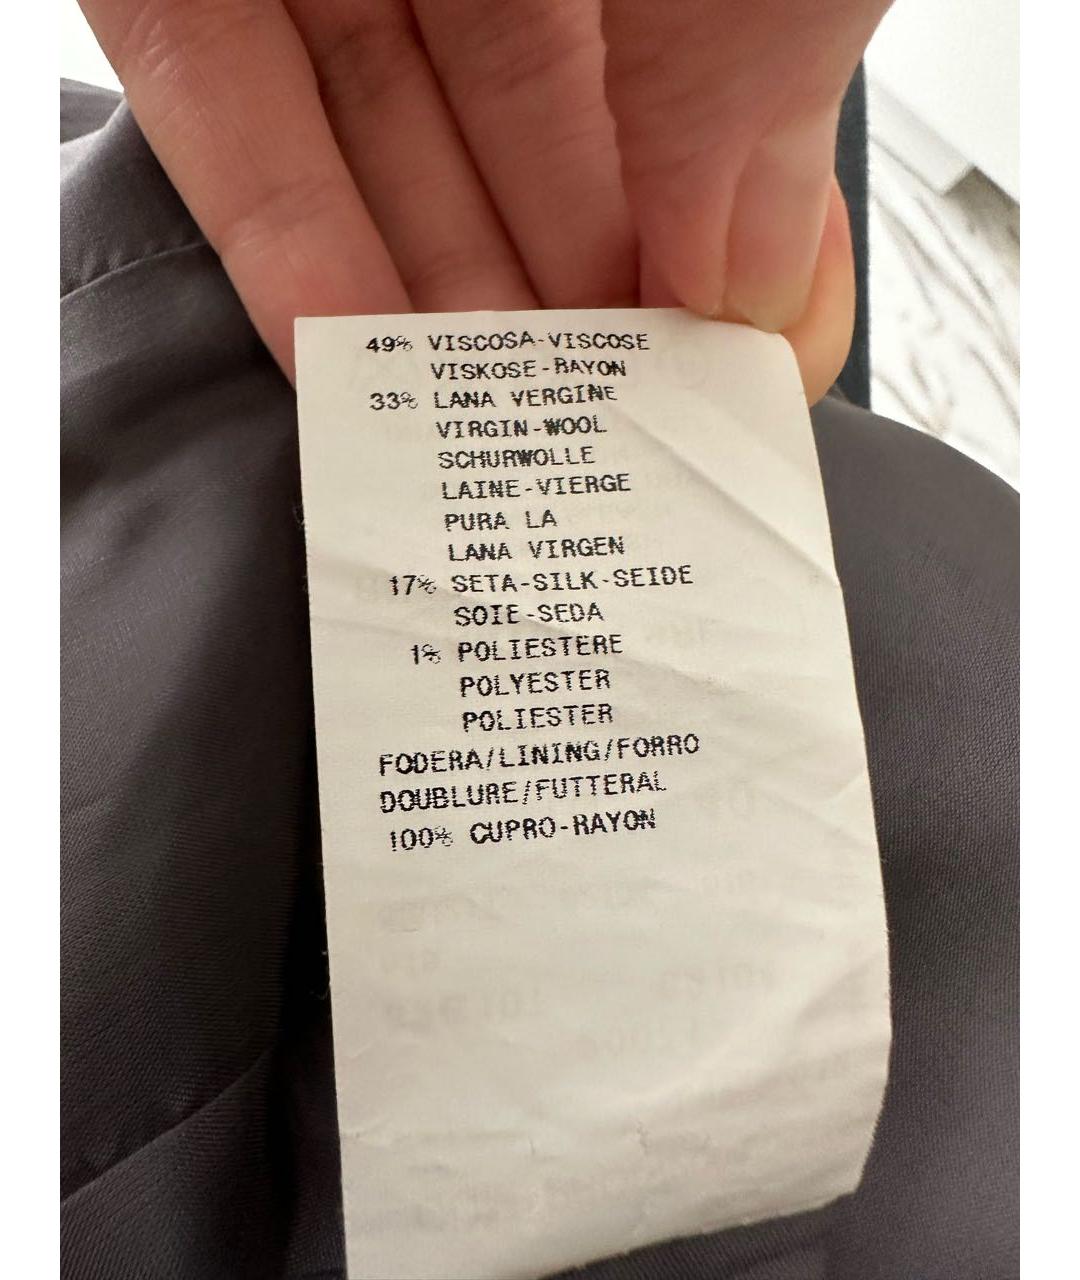 49% VISCOSA-VISCOSE
VISKOSE-RAYON
33% LANA VERGINE
VIRGIN-WOOL
SCHURWOLLE
LAINE-VIERGE
PURA LA
LANA VIRGEN
17% SETA-SILK-SEIDE
SOIE-SEDA
1% POLIESTERE
POLYESTER
POLIESTER
FODERA/LINING/FORRO
DOUBLURE/FUTTERAL
100% CUPRO-RAYON